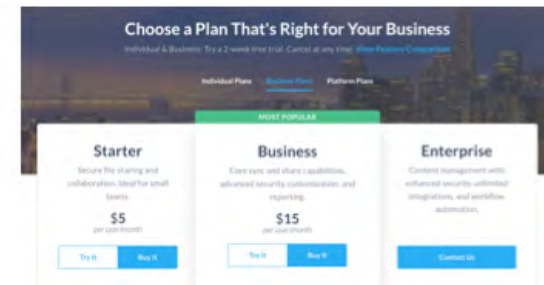 Choose a Plan That's Right for Your Business
Individual & Business: Try a 2-week free trial. Cancel at any time. View Feature Comparison
Individual Plans Business Plans Platform Plans
MOST POPULAR
Starter
Secure file sharing and
collaboration. Ideal for small
teams.
$5
per user/month
Try It Buy It
Business
Core sync and share capabilities,
advanced security, customization, and
reporting.
$15
per user/month
Try It Buy It
Enterprise
Content management with
enhanced security, unlimited
integrations, and workflow
automation.
Contact Us